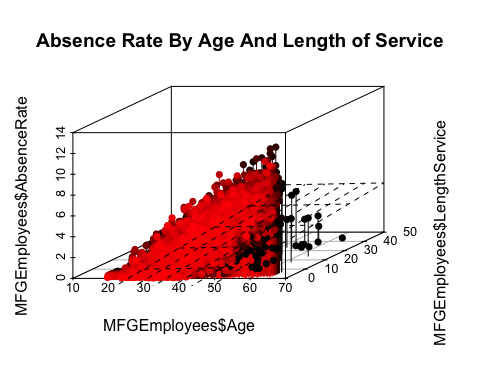 Absence Rate By Age And Length of Service
MFGEmployees$AbsenceRate
0 2 4 6 8 10 12 14
10 20 30 40 50 60 70
MFGEmployees$Age
0 10 20 30 40 50
MFGEmployees$LengthService